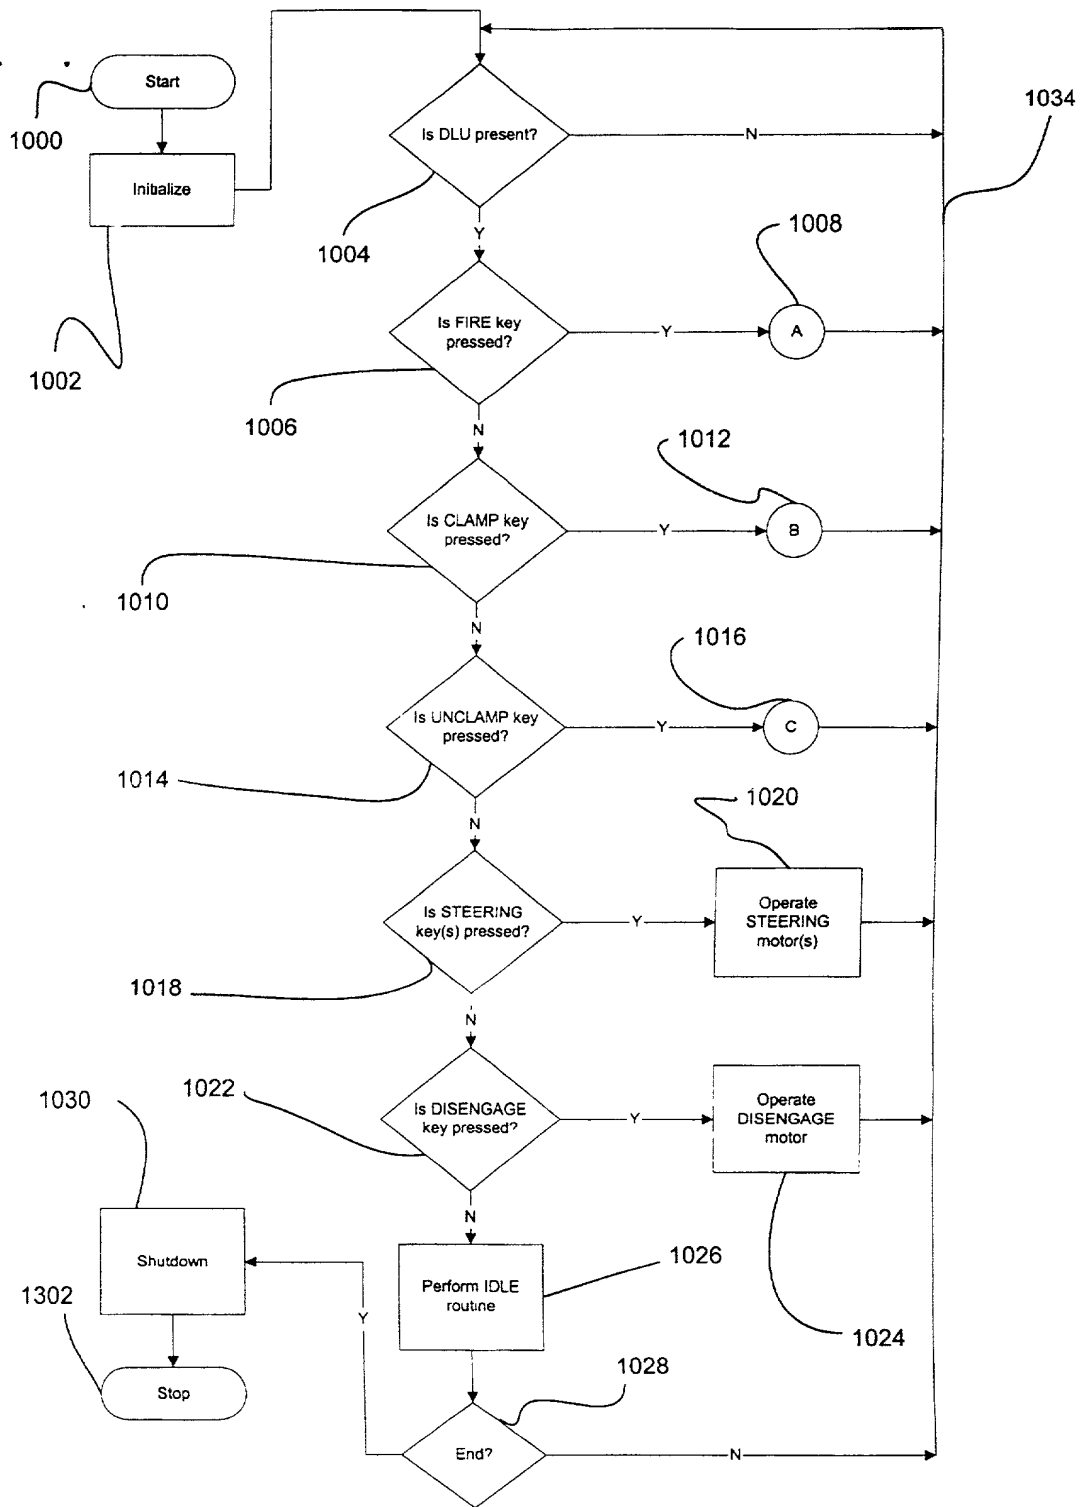 Start
1000
Initialize
1002
Is DLU present?
N
1034
1004
Y
1008
Is FIRE key
pressed?
Y
A
1006
N
1012
Is CLAMP key
pressed?
Y
B
1010
N
1016
Is UNCLAMP key
pressed?
Y
C
1014
N
1020
Is STEERING
key(s) pressed?
Y
Operate
STEERING
motor(s)
1018
N
1022
Is DISENGAGE
key pressed?
Y
Operate
DISENGAGE
motor
1030
N
Shutdown
Perform IDLE
routine
1026
1024
1302
Y
Stop
1028
End?
N